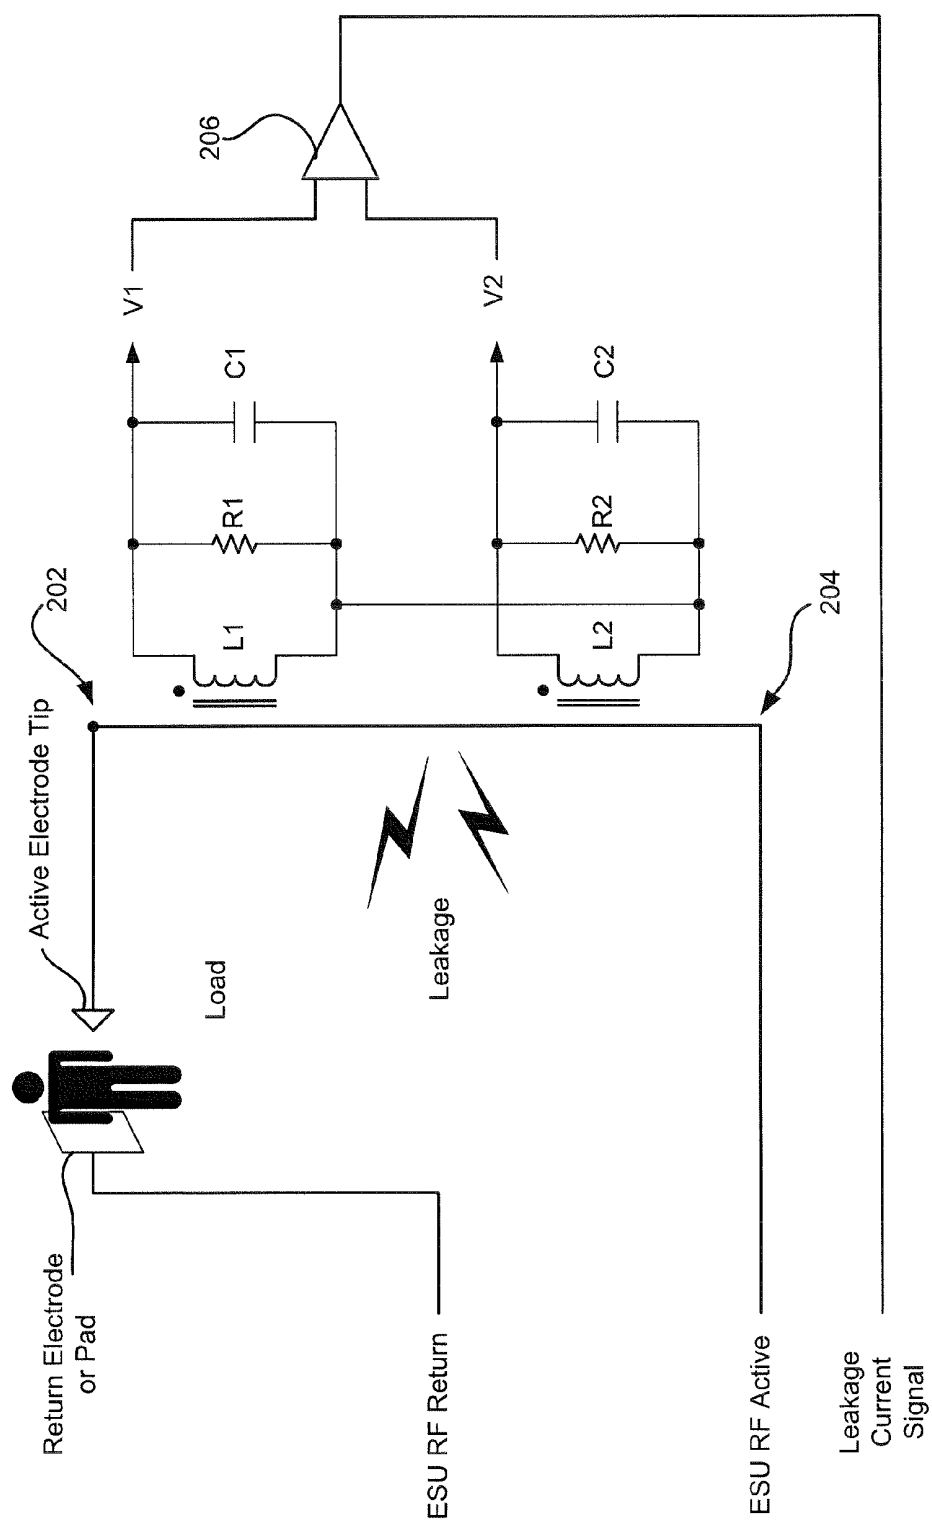 Return Electrode
or Pad
Active Electrode Tip
202
206
Load
L1
R1
C1
V1
Leakage
L2
R2
C2
V2
ESU RF Return
ESU RF Active
204
Leakage
Current
Signal